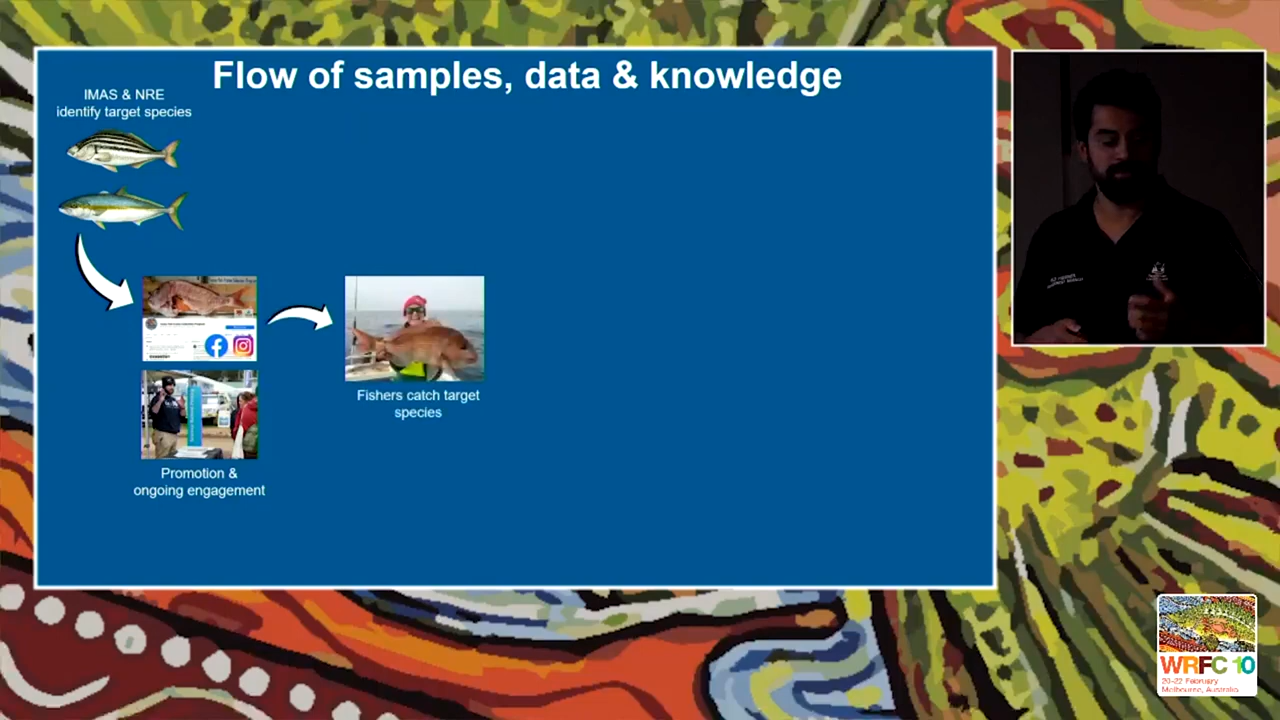 Flow of samples, data & knowledge
IMAS & NRE
identify target species
Fishers catch target
species
Promotion &
ongoing engagement
WRFC 10
20-22 February
Melbourne, Australia